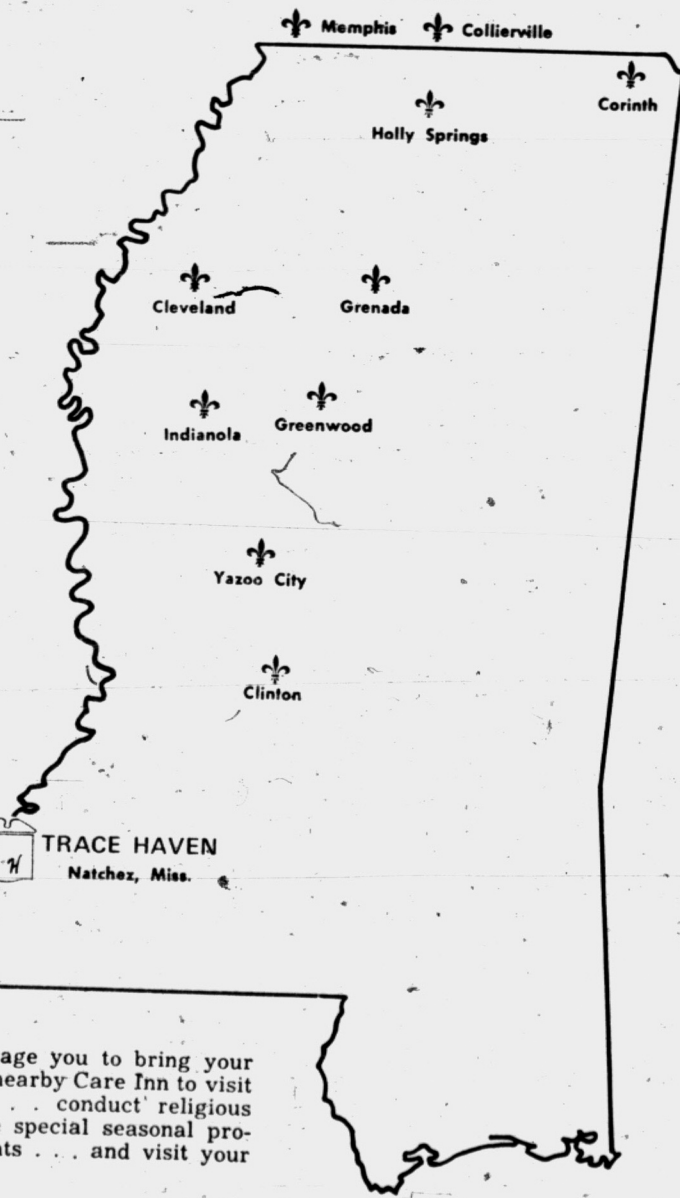 Memphis Collierville
Corinth
Holly Springs
Cleveland Grenada
Indianola Greenwood
Yazoo City
Clinton
TRACE HAVEN
H
Natchez, Miss.
age you to bring your
nearby Care Inn to visit
. . conduct religious
special seasonal pro-
ts . . . and visit your